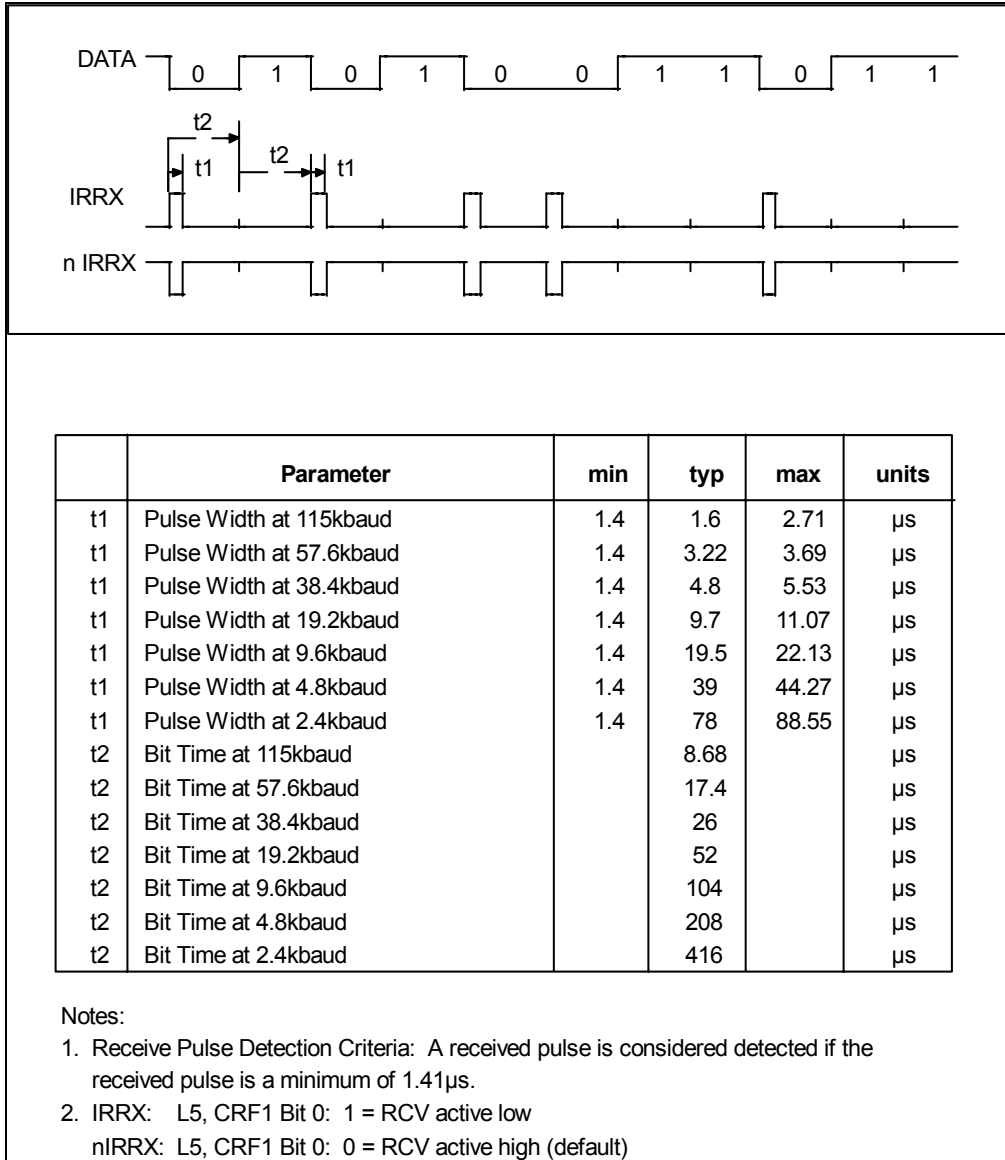 DATA 0 1 0 1 0 0 1 1 0 1 1
t2
t2
t1 t1
IRRX
n IRRX
Parameter min typ max units
t1 Pulse Width at 115kbaud 1.4 1.6 2.71 µs
t1 Pulse Width at 57.6kbaud 1.4 3.22 3.69 µs
t1 Pulse Width at 38.4kbaud 1.4 4.8 5.53 µs
t1 Pulse Width at 19.2kbaud 1.4 9.7 11.07 µs
t1 Pulse Width at 9.6kbaud 1.4 19.5 22.13 µs
t1 Pulse Width at 4.8kbaud 1.4 39 44.27 µs
t1 Pulse Width at 2.4kbaud 1.4 78 88.55 µs
t2 Bit Time at 115kbaud 8.68 µs
t2 Bit Time at 57.6kbaud 17.4 µs
t2 Bit Time at 38.4kbaud 26 µs
t2 Bit Time at 19.2kbaud 52 µs
t2 Bit Time at 9.6kbaud 104 µs
t2 Bit Time at 4.8kbaud 208 µs
t2 Bit Time at 2.4kbaud 416 µs
Notes:
1. Receive Pulse Detection Criteria: A received pulse is considered detected if the
received pulse is a minimum of 1.41µs.
2. IRRX: L5, CRF1 Bit 0: 1 = RCV active low
nIRRX: L5, CRF1 Bit 0: 0 = RCV active high (default)